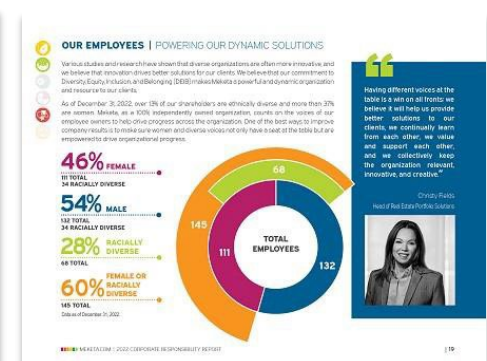 OUR EMPLOYEES | POWERING OUR DYNAMIC SOLUTIONS
Various studies and research have shown that diverse organizations are often more innovative, and
we believe that innovation drives better solutions for our clients. We believe that our commitment to
Diversity, Equity, Inclusion, and Belonging (DEIB) makes Meketa a powerful and dynamic organization
and resource to our clients.
As of December 31, 2022, over 13% of our shareholders are ethnically diverse and more than 37%
are women. Meketa, as a 100% independently owned organization, counts on the voices of our
employee owners to help drive progress across the organization. One of the best ways to improve
company results is to make sure women and diverse voices not only have a seat at the table but are
empowered to drive organizational progress.
46% FEMALE
111 TOTAL
34 RACIALLY DIVERSE
54% MALE
132 TOTAL
34 RACIALLY DIVERSE
28% RACIALLY
DIVERSE
68 TOTAL
60% FEMALE OR
RACIALLY
DIVERSE
145 TOTAL
Data as of December 31, 2022.
68
145
111
132
TOTAL
EMPLOYEES
Having different voices at the
table is a win on all fronts: we
believe it will help us provide
better solutions to our
clients, we continually learn
from each other, we value
and support each other,
and we collectively keep
the organization relevant,
innovative, and creative."
Christy Fields
Head of Real Estate Portfolio Solutions
MEKETA.COM | 2022 CORPORATE RESPONSIBILITY REPORT
| 19